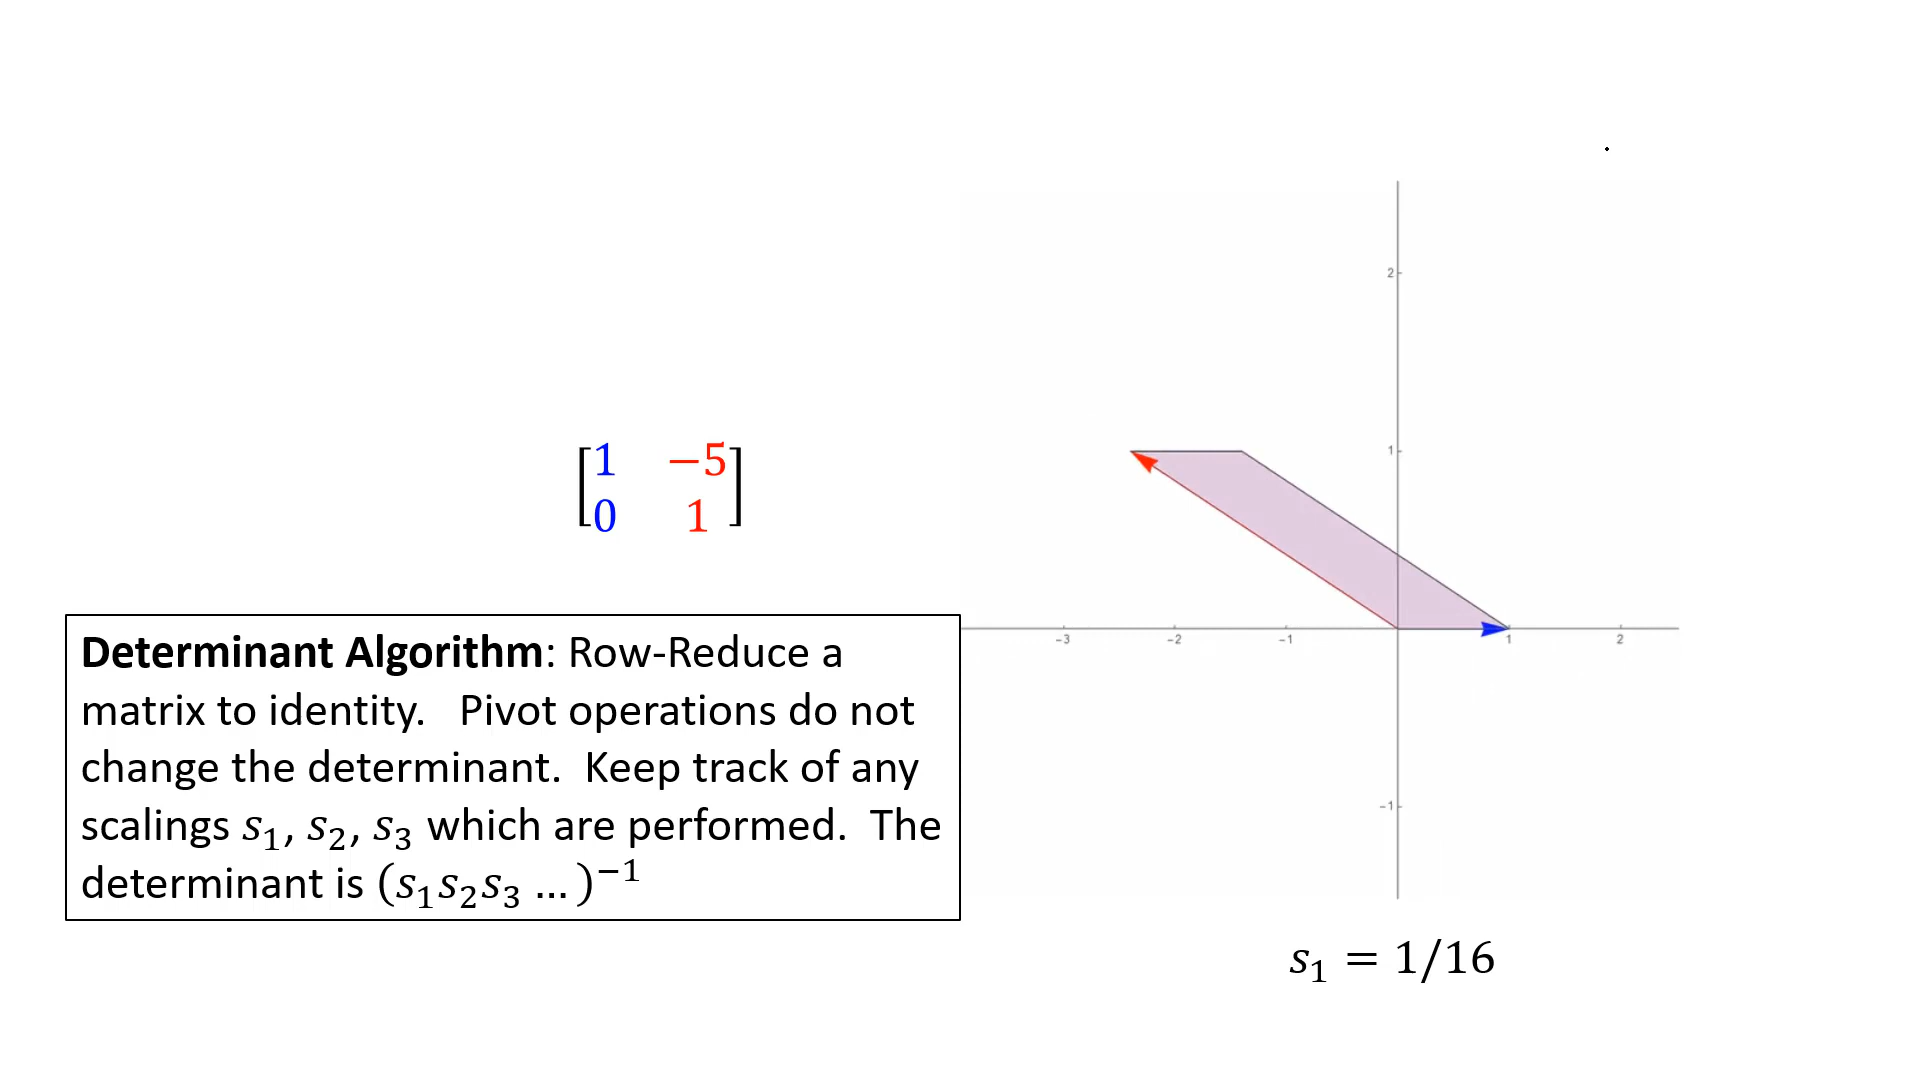 2
[1 −5
0 1]
1
Determinant Algorithm: Row-Reduce a
−3 −2 −1 1 2
matrix to identity. Pivot operations do not
change the determinant. Keep track of any
−1
scalings s₁, s₂, s₃ which are performed. The
determinant is (s₁s₂s₃ … )⁻¹
s₁ = 1/16